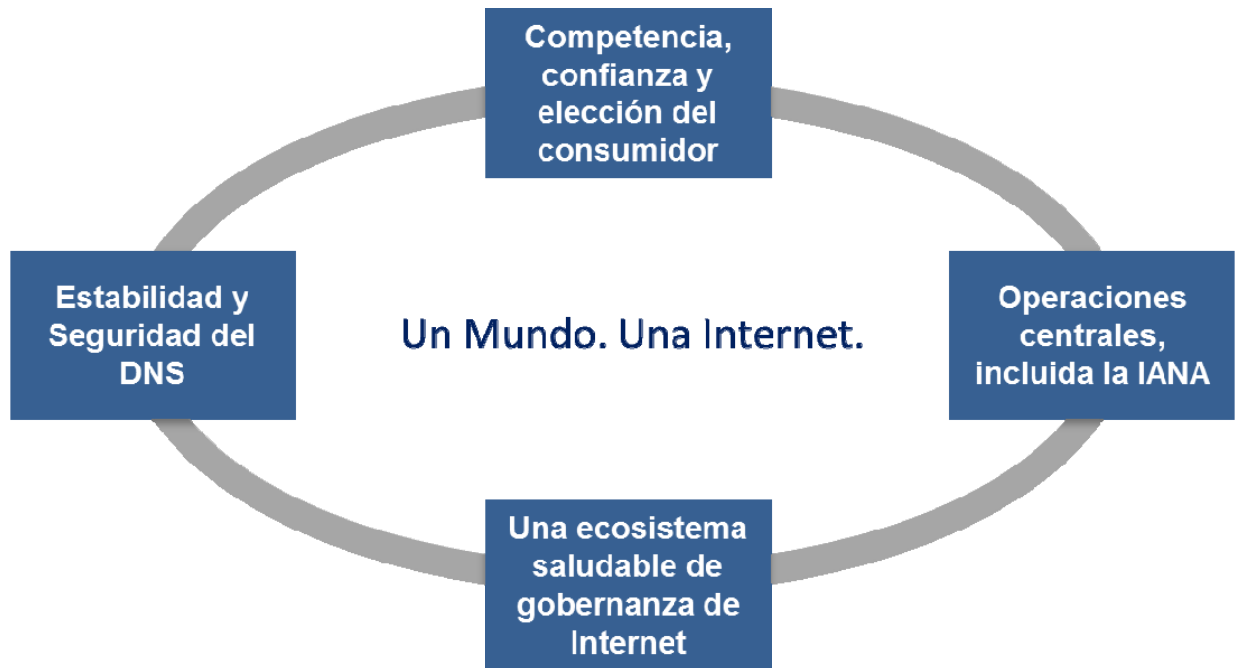 Competencia,
confianza y
elección del
consumidor
Estabilidad y
Seguridad del
DNS
Un Mundo. Una Internet.
Operaciones
centrales,
incluida la IANA
Una ecosistema
saludable de
gobernanza de
Internet